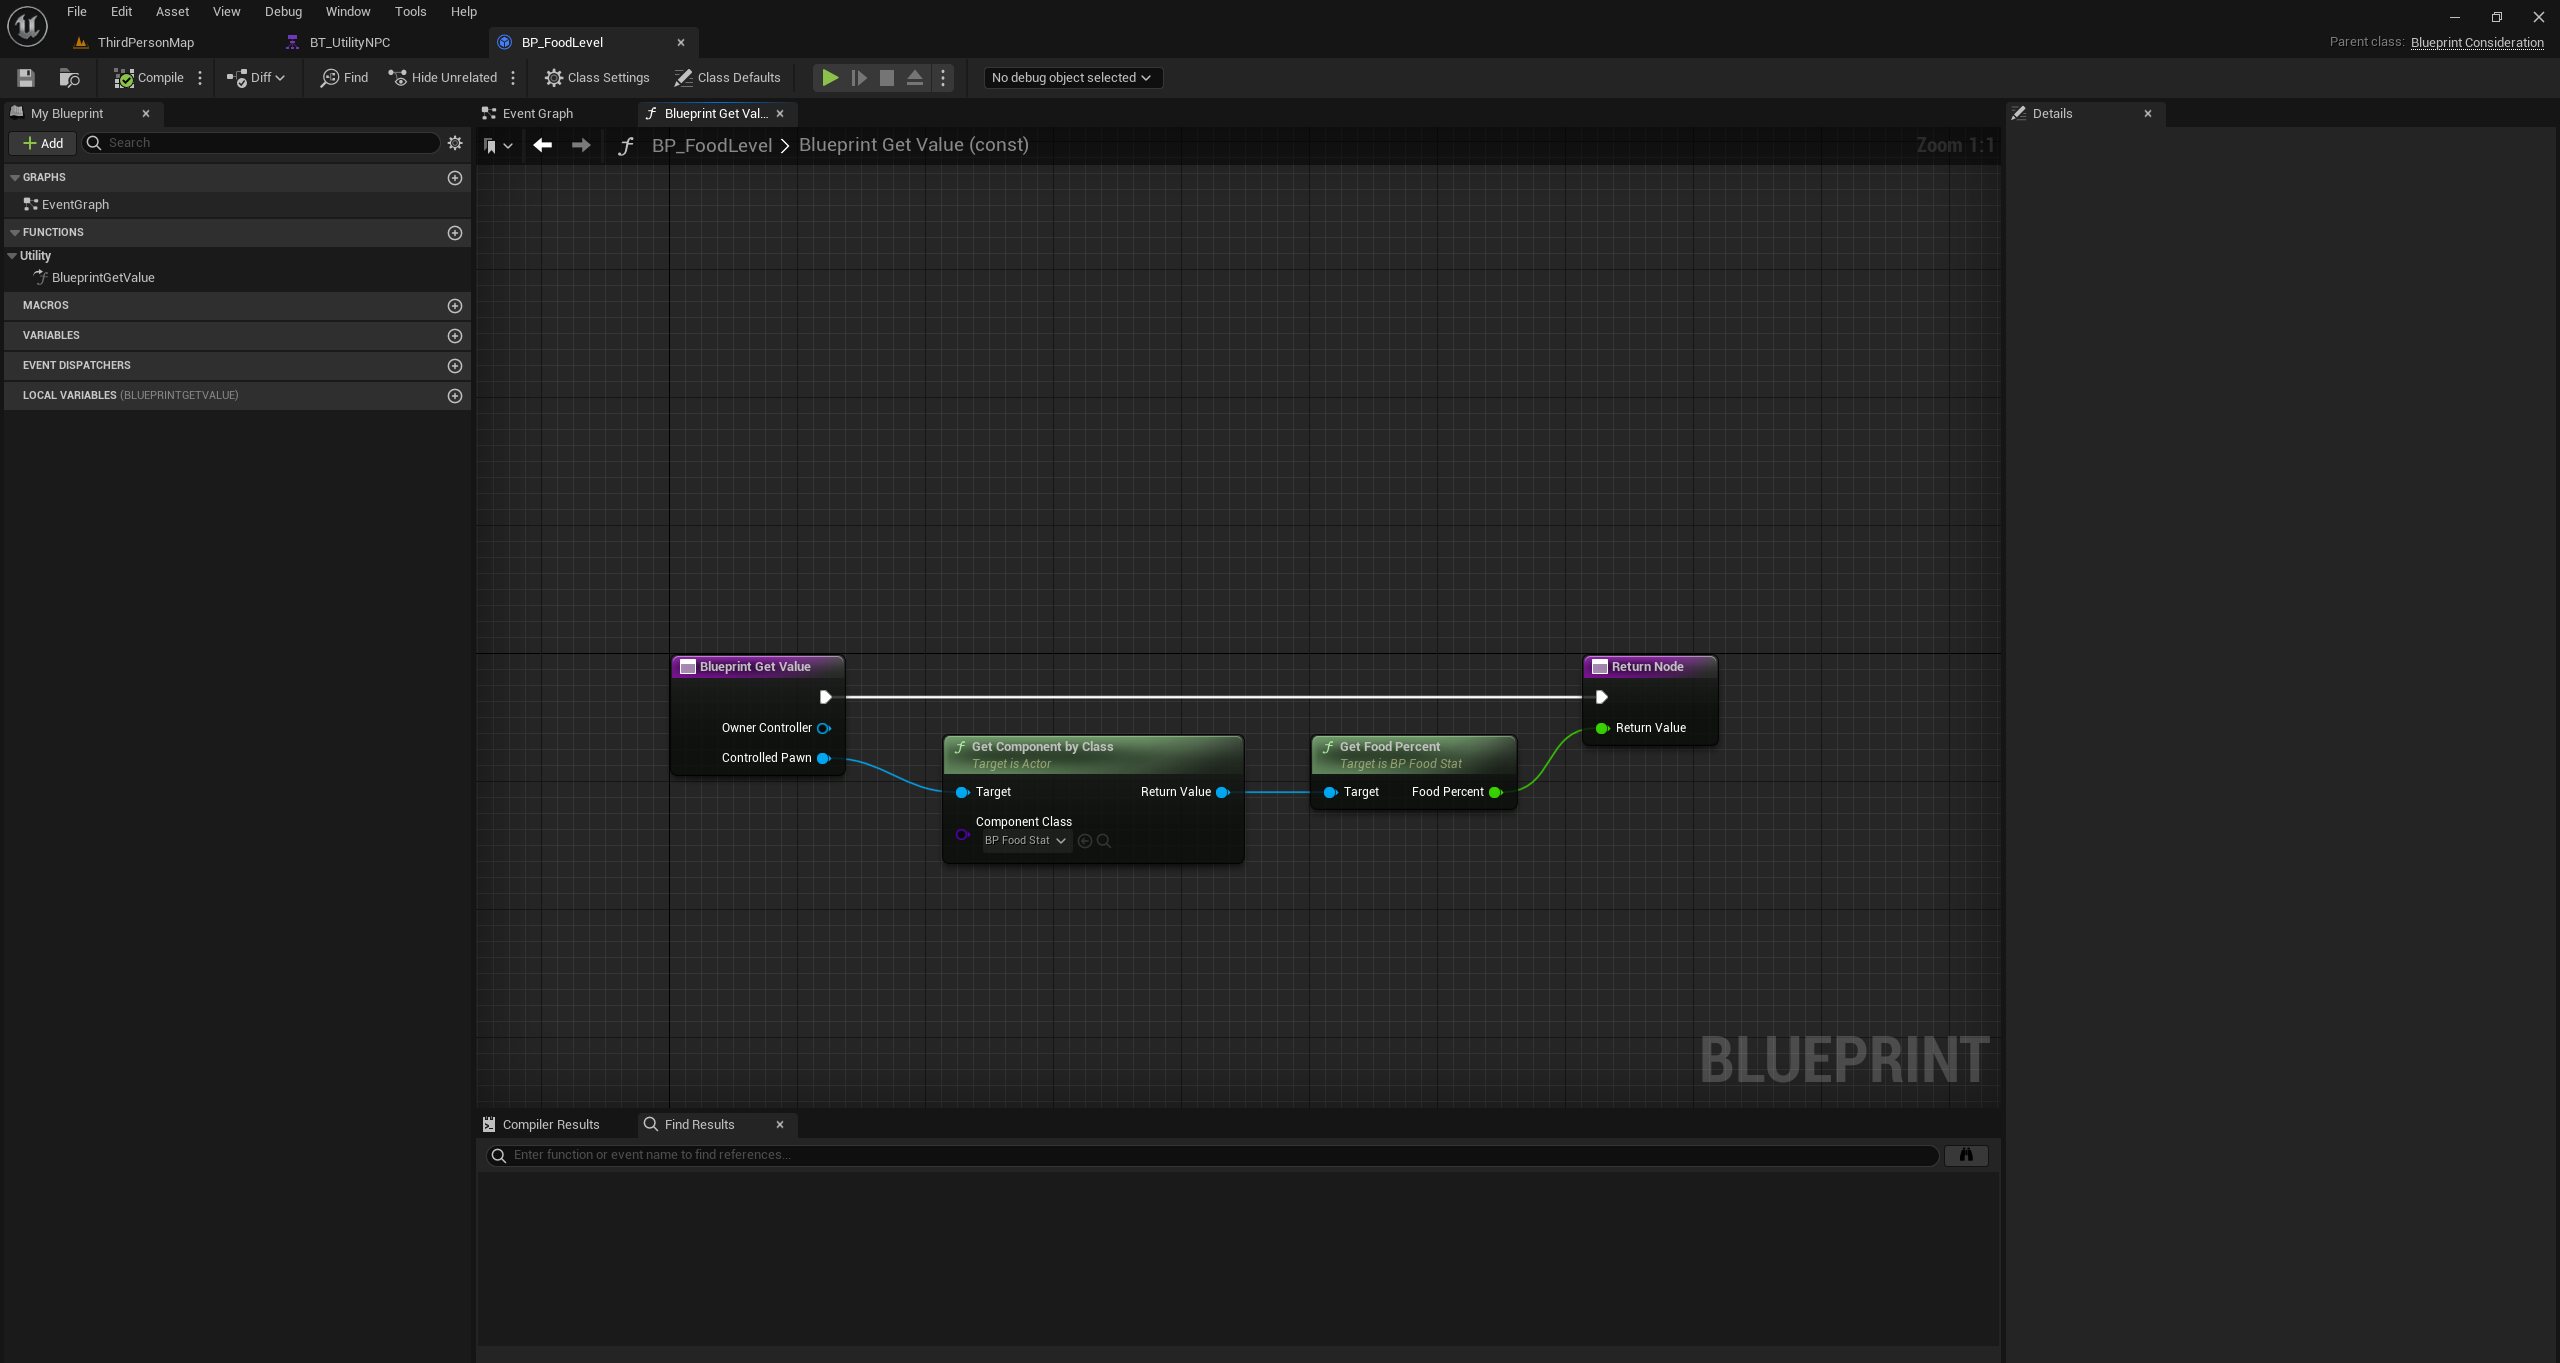 File Edit Asset View Debug Window Tools Help
ThirdPersonMap BT_UtilityNPC BP_FoodLevel
Parent class: Blueprint Consideration
Compile Diff Find Hide Unrelated Class Settings Class Defaults No debug object selected
My Blueprint
Add Search
GRAPHS
EventGraph
FUNCTIONS
Utility
BlueprintGetValue
MACROS
VARIABLES
EVENT DISPATCHERS
LOCAL VARIABLES (BLUEPRINTGETVALUE)
Event Graph Blueprint Get Val...
BP_FoodLevel > Blueprint Get Value (const)
Zoom 1:1
Blueprint Get Value
Owner Controller
Controlled Pawn
Get Component by Class
Target is Actor
Target Return Value
Component Class
BP Food Stat
Get Food Percent
Target is BP Food Stat
Target Food Percent
Return Node
Return Value
BLUEPRINT
Compiler Results Find Results
Enter function or event name to find references...
Details